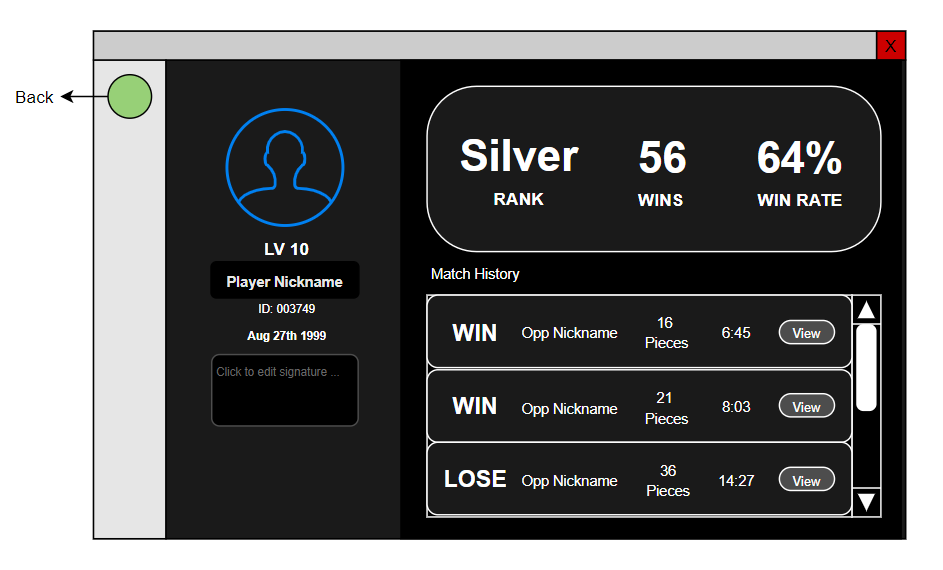 X
Back
LV 10
Player Nickname
ID: 003749
Aug 27th 1999
Click to edit signature ...
Silver
RANK
56
WINS
64%
WIN RATE
Match History
WIN Opp Nickname 16 Pieces 6:45 View
WIN Opp Nickname 21 Pieces 8:03 View
LOSE Opp Nickname 36 Pieces 14:27 View